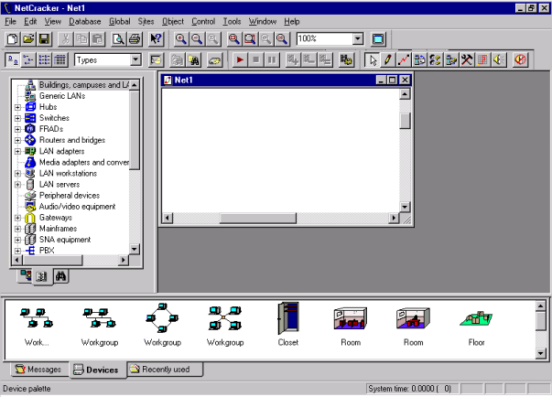 NetCracker - Net1
File Edit View Database Global Sites Object Control Tools Window Help
100%
Types
Buildings, campuses and LA
Generic LANs
Hubs
Switches
FRADs
Routers and bridges
LAN adapters
Media adapters and conver
LAN workstations
LAN servers
Peripheral devices
Audio/video equipment
Gateways
Mainframes
SNA equipment
PBX
Net1
Work... Workgroup Workgroup Workgroup Closet Room Room Floor
Messages Devices Recently used
Device palette System time: 0.0000 ( 0)